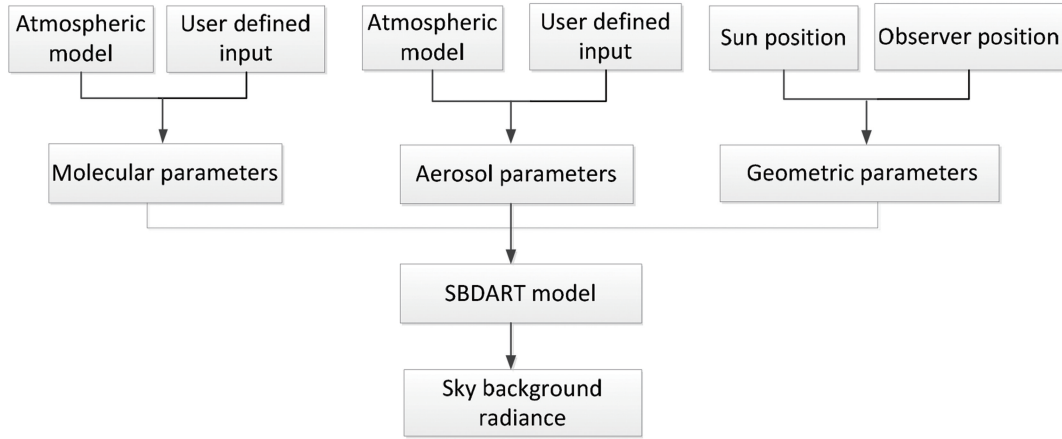 Atmospheric
model
User defined
input
Atmospheric
model
User defined
input
Sun position
Observer position
Molecular parameters
Aerosol parameters
Geometric parameters
SBDART model
Sky background
radiance